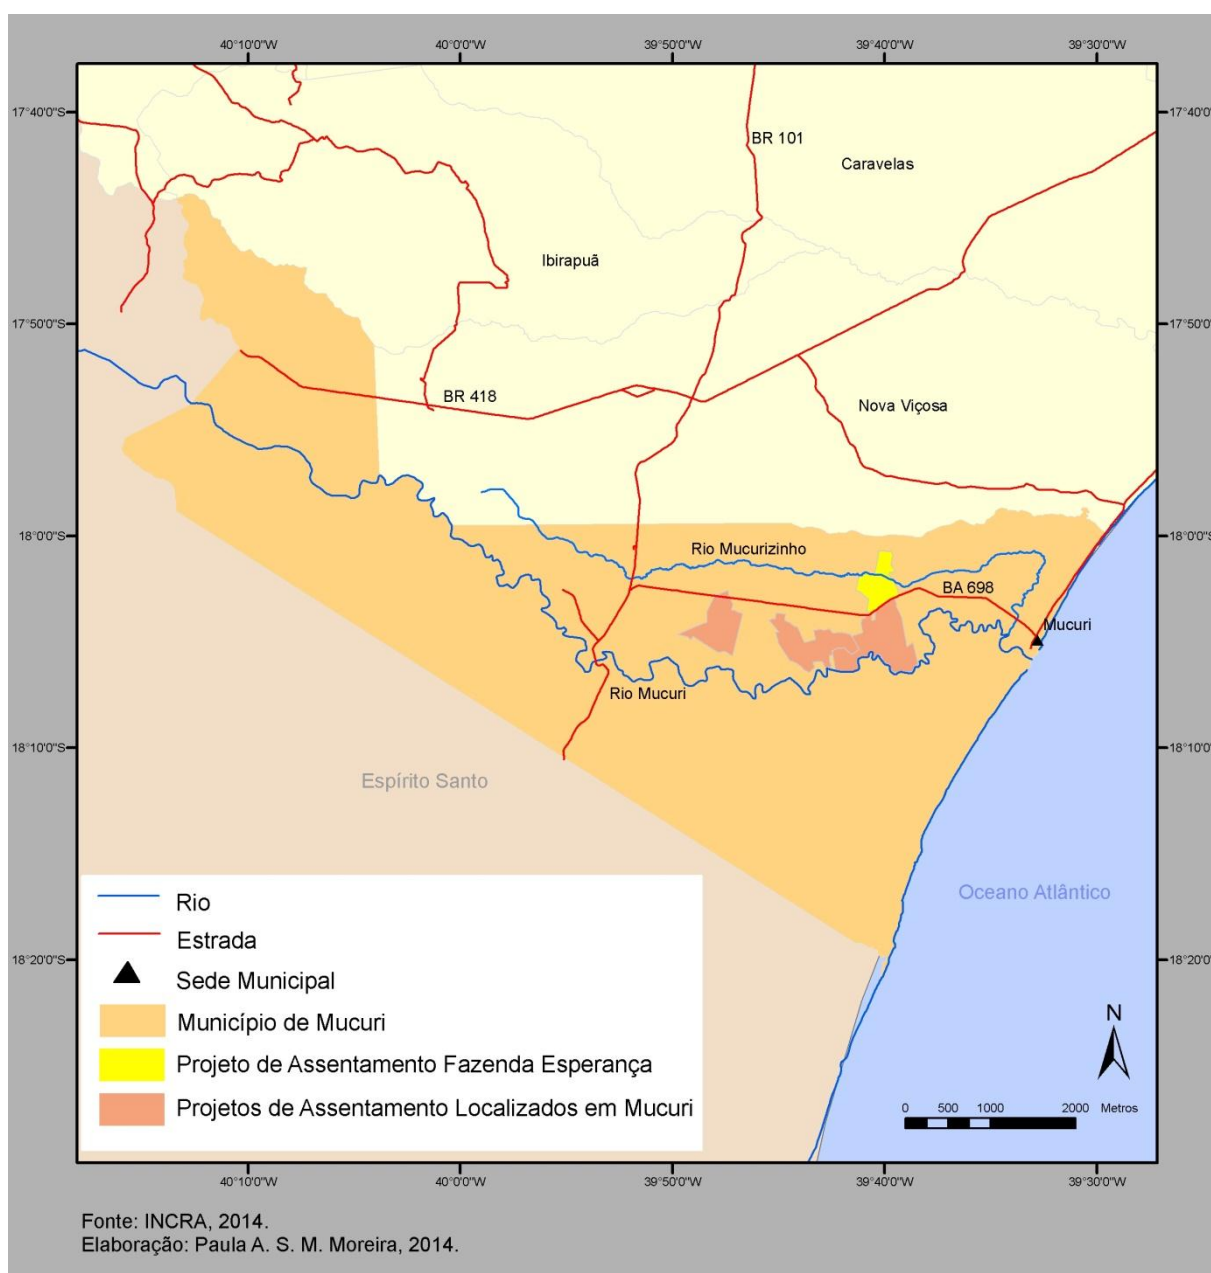 40°10'0"W 40°0'0"W 39°50'0"W 39°40'0"W 39°30'0"W
17°40'0"S 17°40'0"S
BR 101
Caravelas
Ibirapuã
17°50'0"S 17°50'0"S
BR 418
Nova Viçosa
18°0'0"S 18°0'0"S
Rio Mucurizinho
BA 698
Mucuri
Rio Mucuri
18°10'0"S 18°10'0"S
Espírito Santo
Oceano Atlântico
18°20'0"S 18°20'0"S
Rio
Estrada
Sede Municipal
Município de Mucuri
Projeto de Assentamento Fazenda Esperança
Projetos de Assentamento Localizados em Mucuri
N
0 500 1000 2000 Metros
40°10'0"W 40°0'0"W 39°50'0"W 39°40'0"W 39°30'0"W
Fonte: INCRA, 2014.
Elaboração: Paula A. S. M. Moreira, 2014.